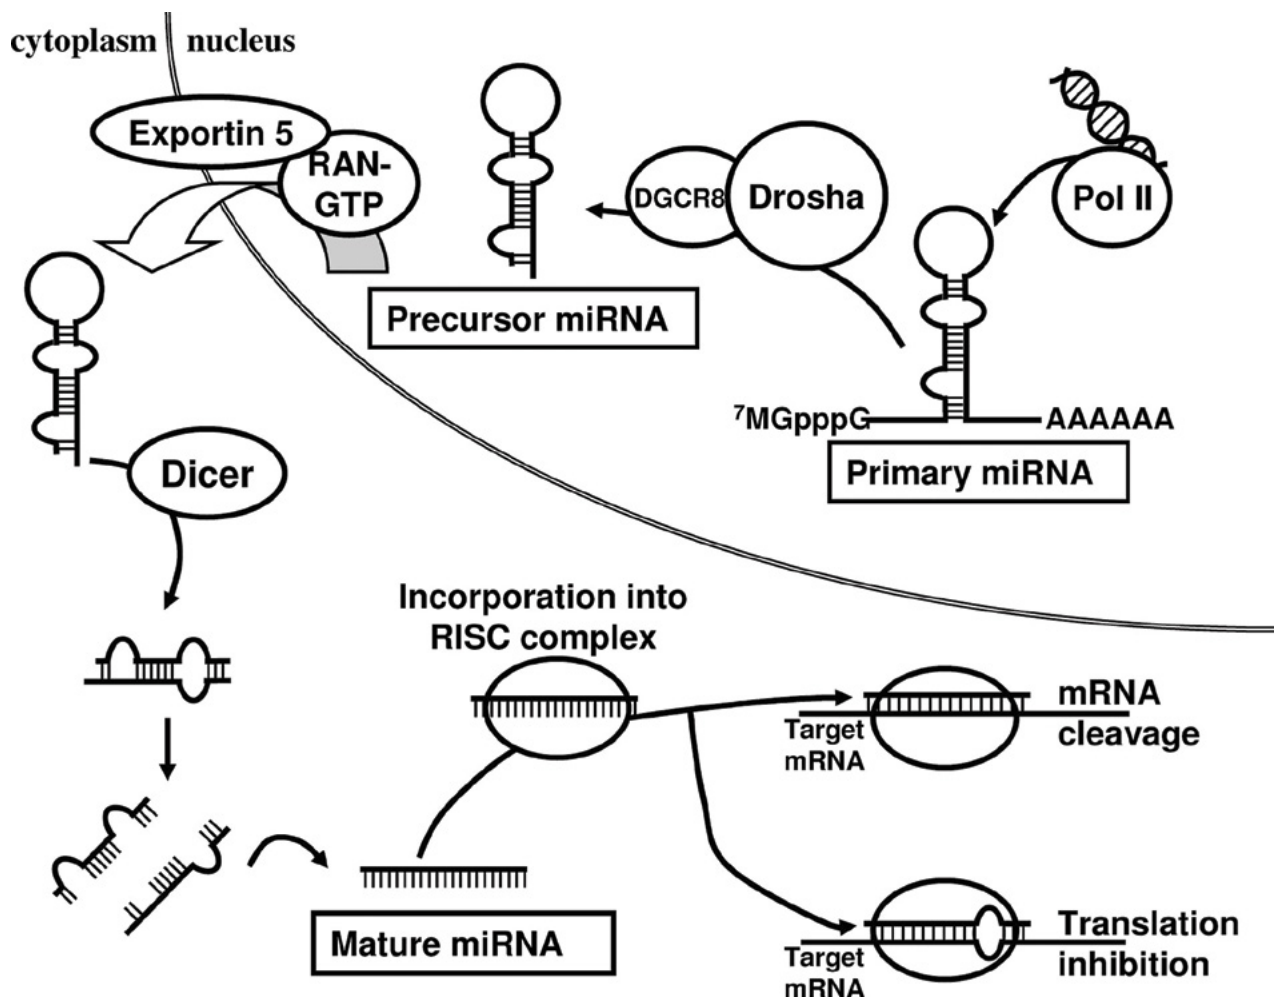 cytoplasm nucleus
Exportin 5
RAN-
GTP
DGCR8
Drosha
Pol II
Precursor miRNA
⁷MGpppG
AAAAAA
Primary miRNA
Dicer
Incorporation into
RISC complex
Target
mRNA
mRNA
cleavage
Mature miRNA
Target
mRNA
Translation
inhibition